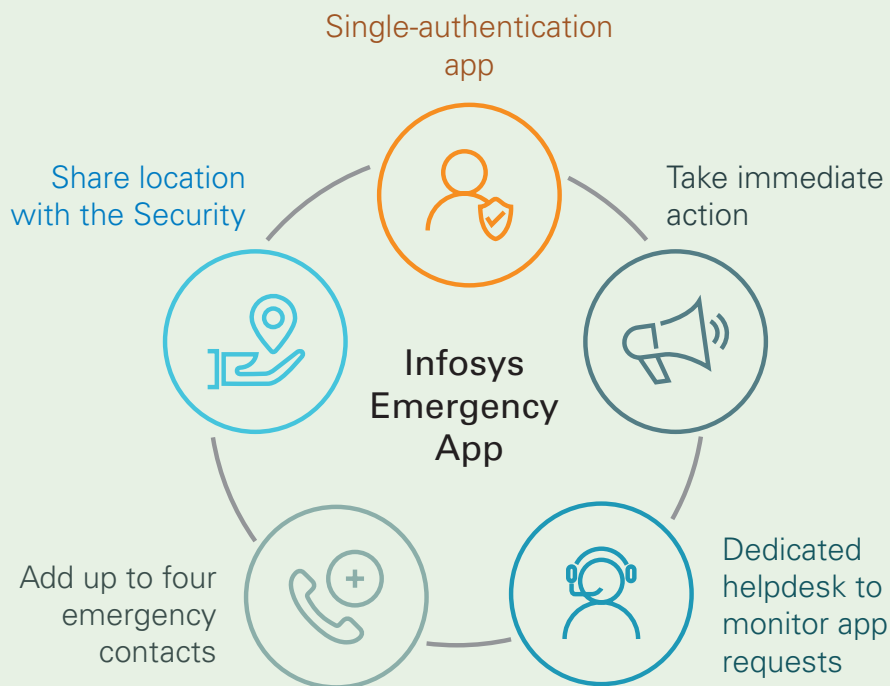 Single-authentication
app
Share location
with the Security
Take immediate
action
Infosys
Emergency
App
Add up to four
emergency
contacts
Dedicated
helpdesk to
monitor app
requests